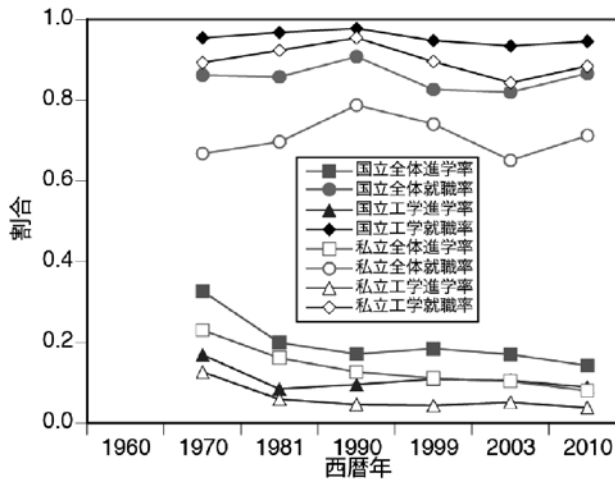 1.0
0.8
0.6
0.4
0.2
0.0
割合
国立全体進学率
国立全体就職率
国立工学進学率
国立工学就職率
私立全体進学率
私立全体就職率
私立工学進学率
私立工学就職率
1960 1970 1981 1990 1999 2003 2010
西暦年